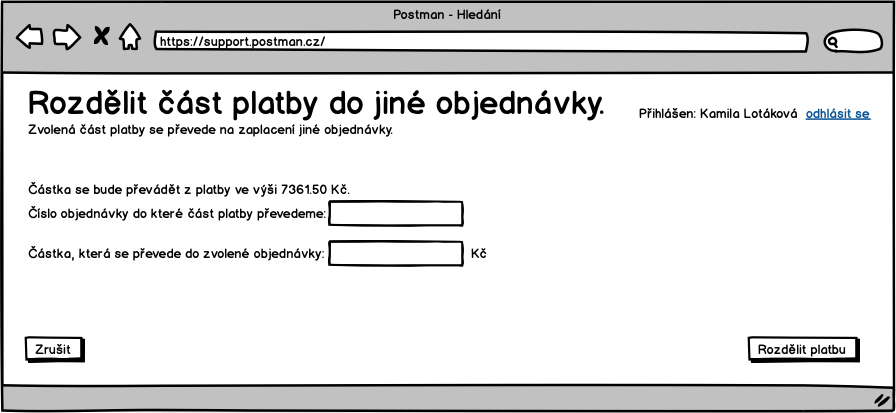 Postman - Hledání
https://support.postman.cz/
Rozdělit část platby do jiné objednávky.
Přihlášen: Kamila Lotáková odhlásit se
Zvolená část platby se převede na zaplacení jiné objednávky.
Částka se bude převádět z platby ve výši 7361.50 Kč.
Číslo objednávky do které část platby převedeme:
Částka, která se převede do zvolené objednávky: Kč
Zrušit
Rozdělit platbu